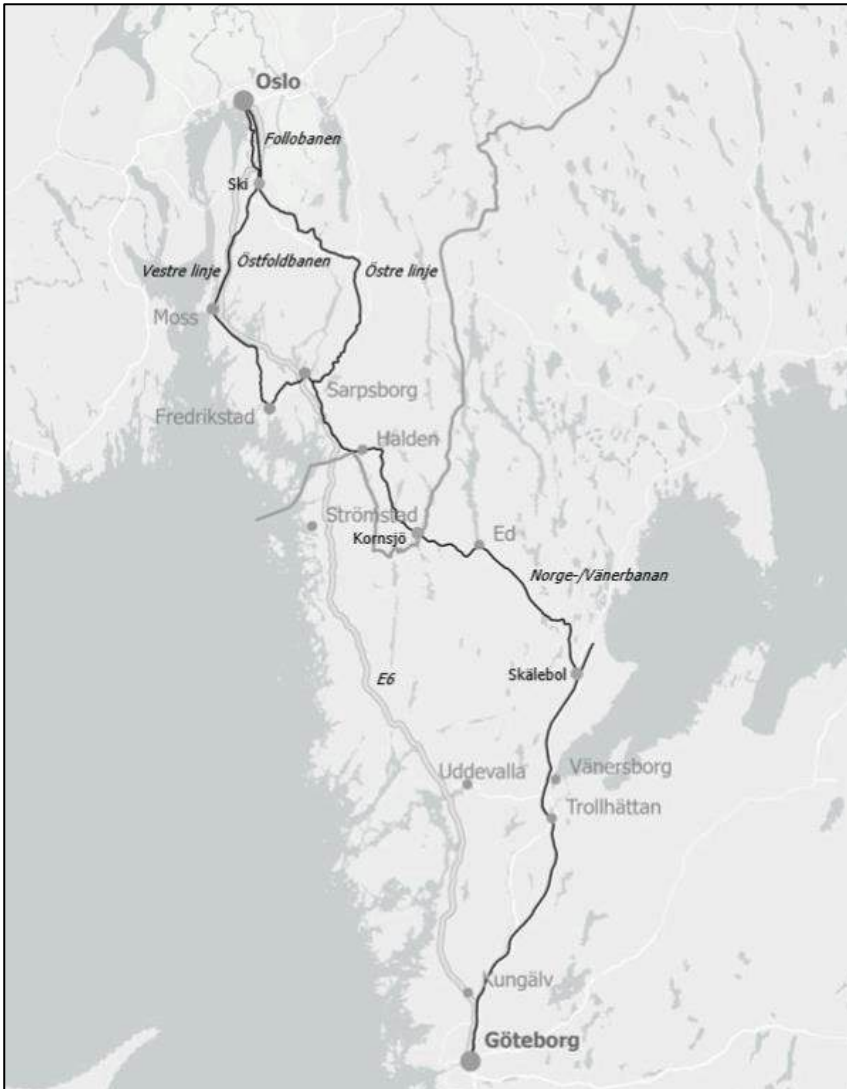 Oslo
Follobanen
Ski
Östfoldbanen
Vestre linje
Östre linje
Moss
Sarpsborg
Fredrikstad
Halden
Strömstad
Kornsjö
Ed
Norge-/Vänerbanan
Skälebol
E6
Uddevalla
Vänersborg
Trollhättan
Kungälv
Göteborg